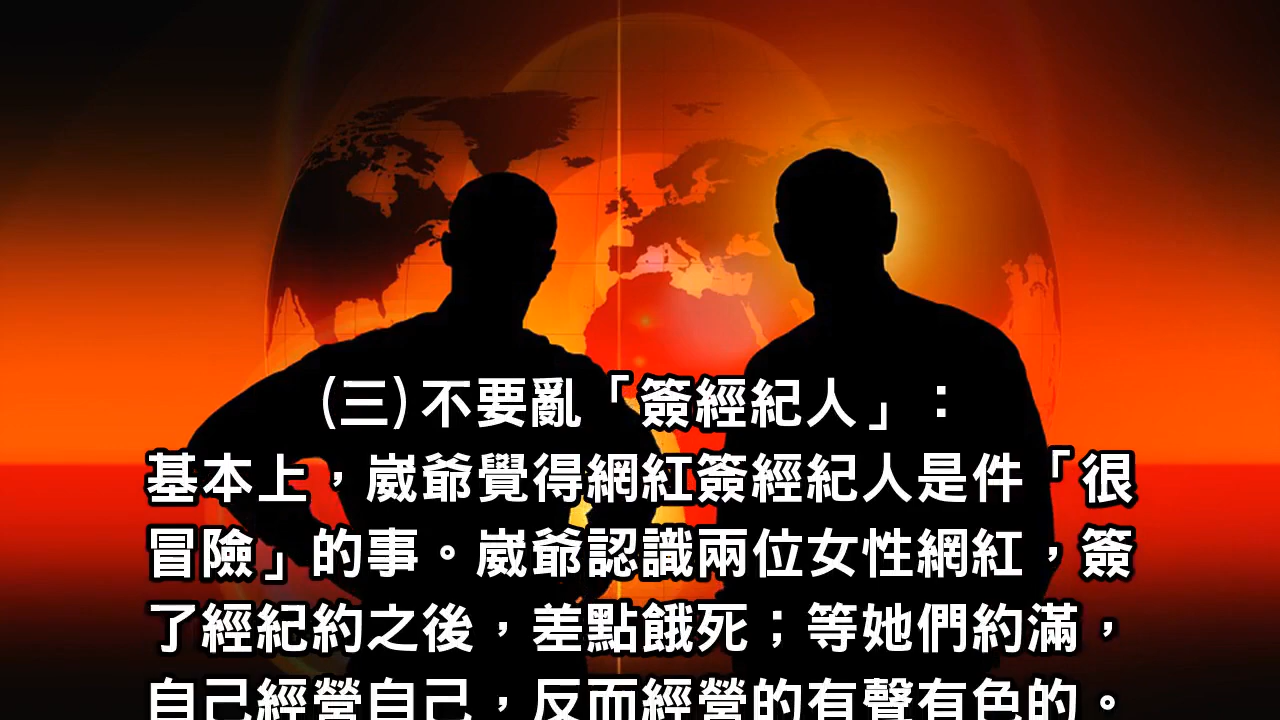 (三) 不要亂「簽經紀人」：
基本上，崴爺覺得網紅簽經紀人是件「很
冒險」的事。崴爺認識兩位女性網紅，簽
了經紀約之後，差點餓死；等她們約滿，
自己經營自己，反而經營的有聲有色的。